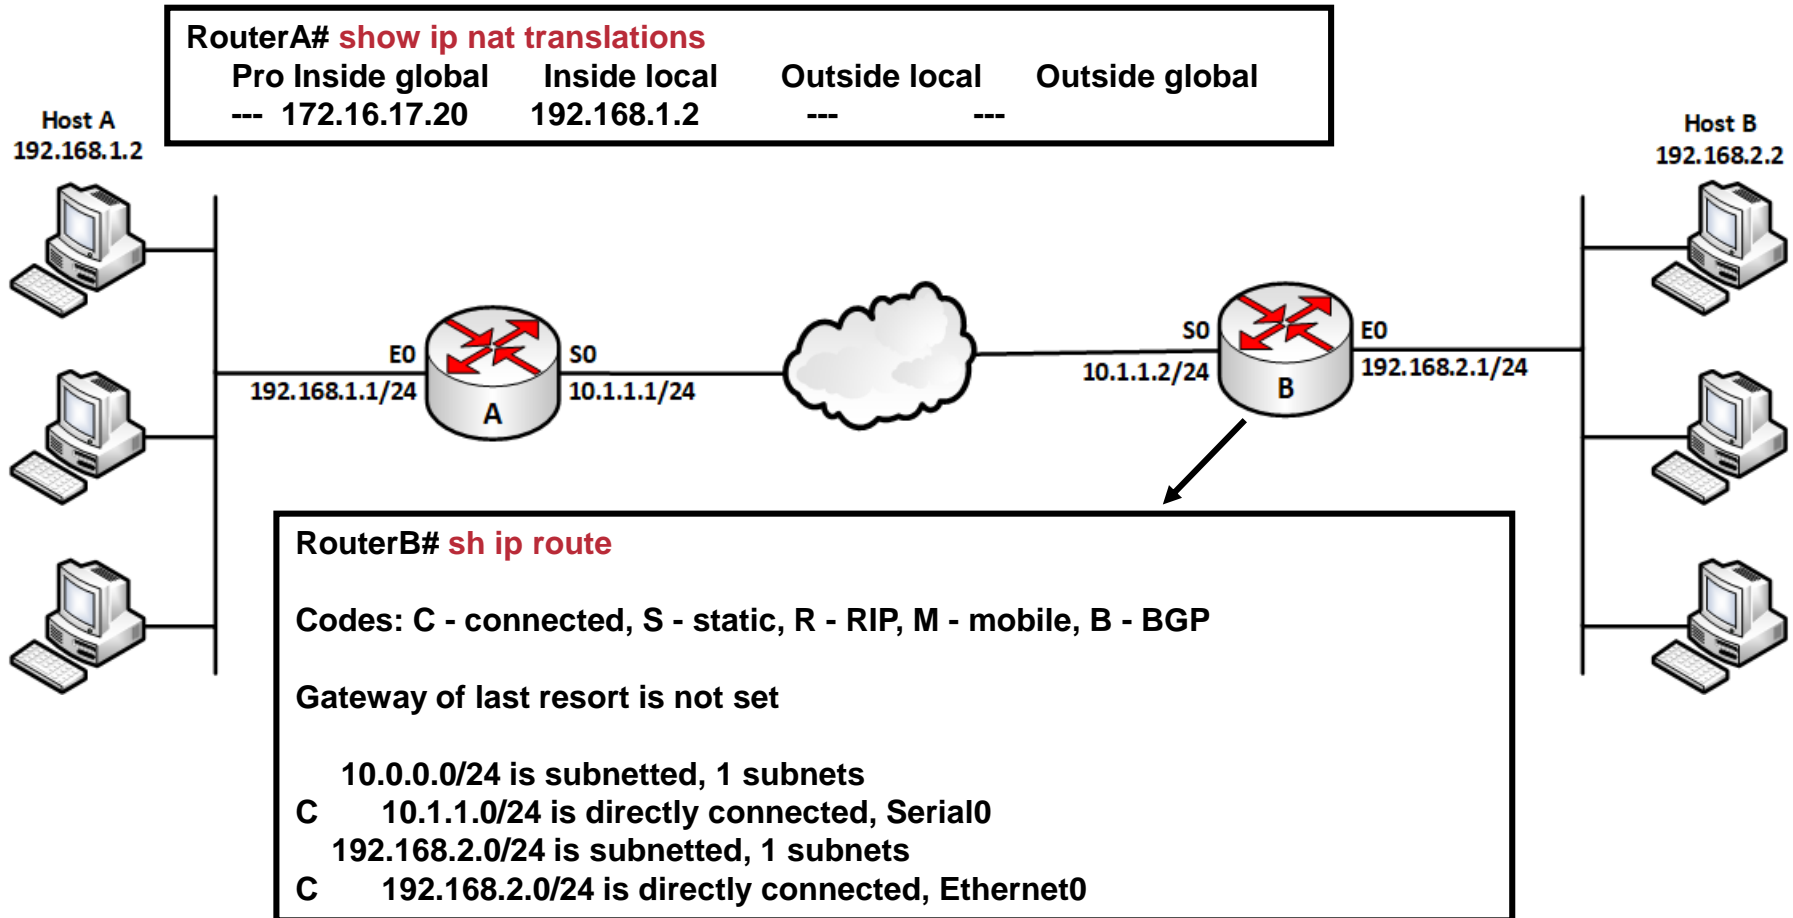 RouterA# show ip nat translations
Pro Inside global Inside local Outside local Outside global
--- 172.16.17.20 192.168.1.2 --- ---
Host A
192.168.1.2
Host B
192.168.2.2
E0
192.168.1.1/24
A
S0
10.1.1.1/24
S0
10.1.1.2/24
B
E0
192.168.2.1/24
RouterB# sh ip route
Codes: C - connected, S - static, R - RIP, M - mobile, B - BGP
Gateway of last resort is not set
10.0.0.0/24 is subnetted, 1 subnets
C 10.1.1.0/24 is directly connected, Serial0
192.168.2.0/24 is subnetted, 1 subnets
C 192.168.2.0/24 is directly connected, Ethernet0